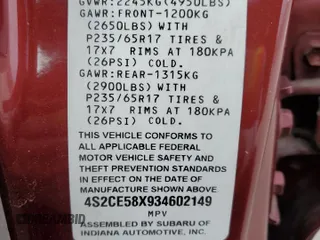 GVWR:2245KG(4950LBS)
GAWR:FRONT-1200KG
(2650LBS)WITH
P235/65R17 TIRES &
17X7 RIMS AT 180KPA
(26PSI) COLD.
GAWR:REAR-1315KG
(2900LBS)WITH
P235/65R17 TIRES &
17X7 RIMS AT 180KPA
(26PSI) COLD.
THIS VEHICLE CONFORMS TO
ALL APPLICABLE FEDERAL
MOTOR VEHICLE SAFETY AND
THEFT PREVENTION STANDARDS
IN EFFECT ON THE DATE OF
MANUFACTURE SHOWN ABOVE.
4S2CE58X934602149
MPV
ASSEMBLED BY SUBARU OF
INDIANA AUTOMOTIVE, INC.